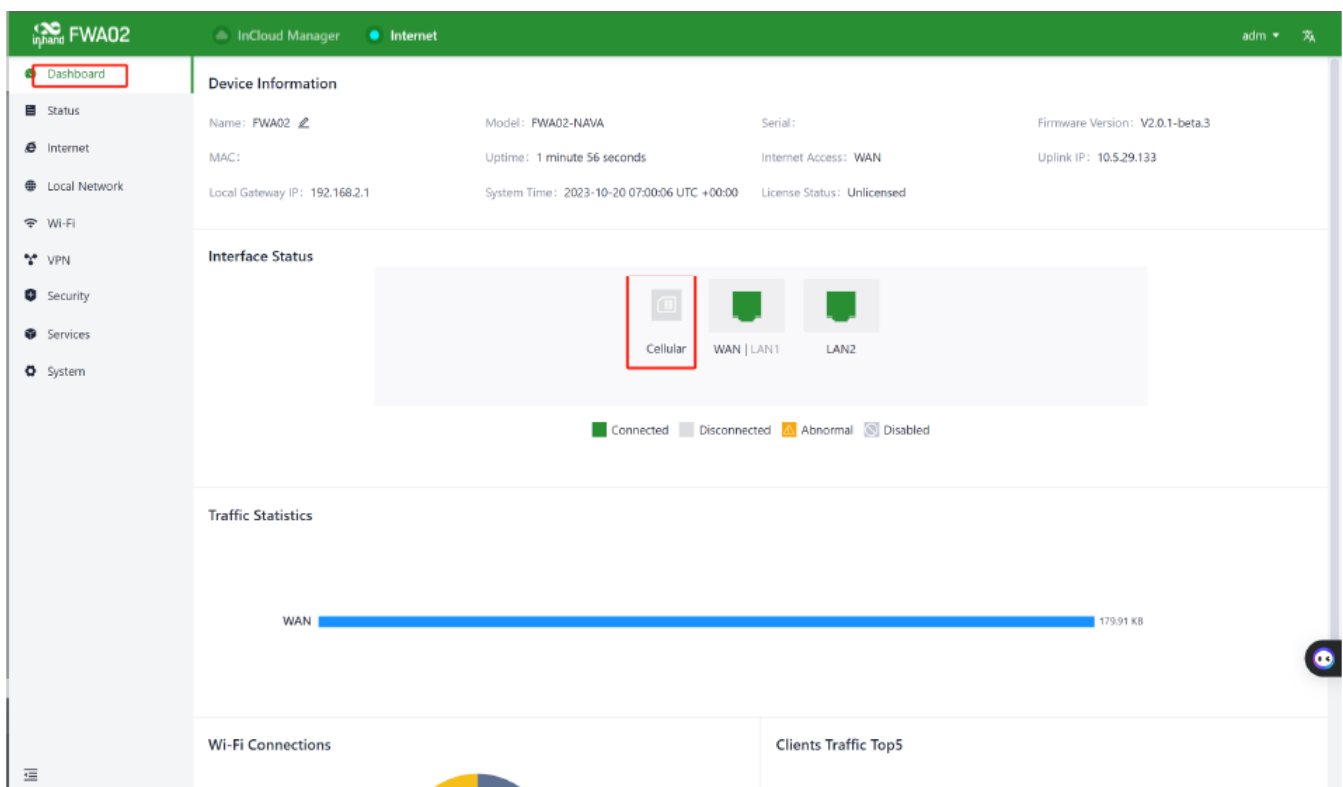 inhand FWA02 InCloud Manager Internet adm
Dashboard
Status
Internet
Local Network
Wi-Fi
VPN
Security
Services
System
Device Information
Name: FWA02 Model: FWA02-NAVA Serial: Firmware Version: V2.0.1-beta.3
MAC: Uptime: 1 minute 56 seconds Internet Access: WAN Uplink IP: 10.5.29.133
Local Gateway IP: 192.168.2.1 System Time: 2023-10-20 07:00:06 UTC +00:00 License Status: Unlicensed
Interface Status
Cellular WAN | LAN1 LAN2
Connected Disconnected Abnormal Disabled
Traffic Statistics
WAN 179.91 KB
Wi-Fi Connections Clients Traffic Top5